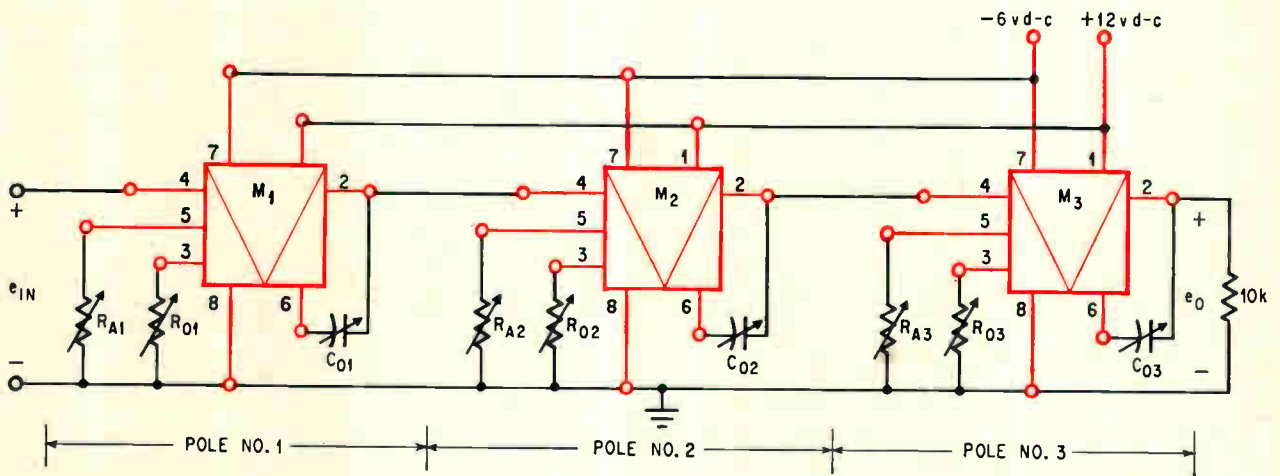 −6 vd-c +12 vd-c
7 7 1 7 1
4 M1 2 4 M2 2 4 M3 2
+ 5 5 5 +
3 3 3
eIN 8 6 8 6 8 6 eO 10k
RA1 RO1 RA2 RO2 RA3 RO3
− CO1 CO2 CO3 −
POLE NO. 1 POLE NO. 2 POLE NO. 3